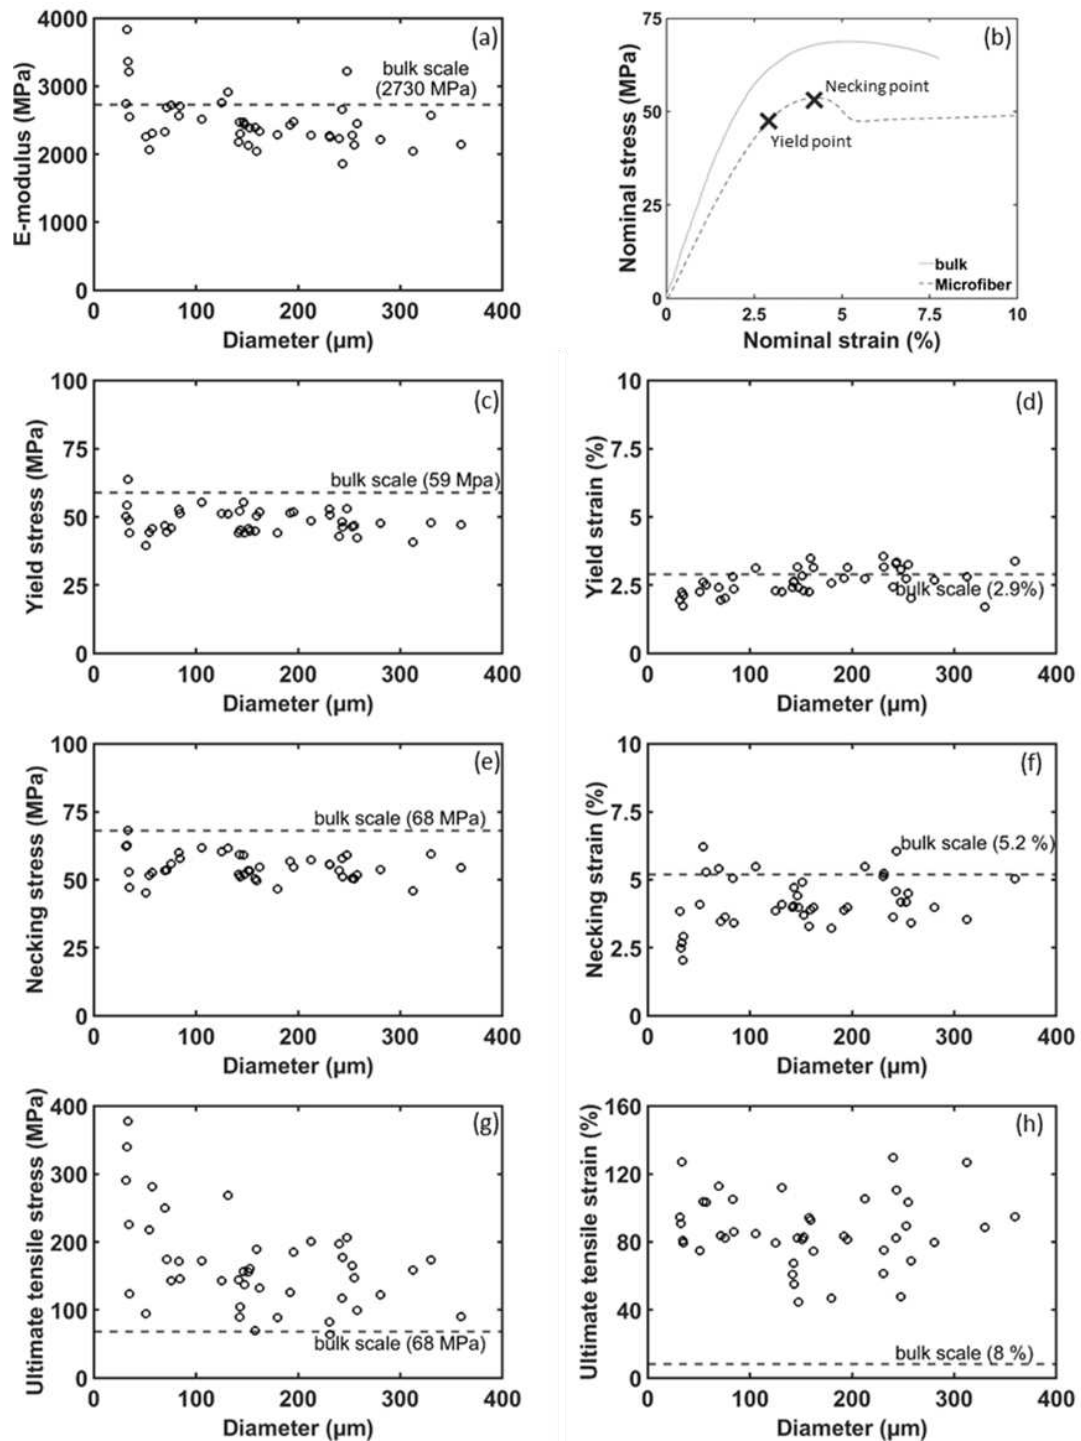 4000
3000
2000
1000
0
E-modulus (MPa)
(a)
bulk scale
(2730 MPa)
0 100 200 300 400
Diameter (µm)
75
50
25
0
Nominal stress (MPa)
(b)
Necking point
Yield point
bulk
Microfiber
0 2.5 5 7.5 10
Nominal strain (%)
100
75
50
25
0
Yield stress (MPa)
(c)
bulk scale (59 Mpa)
0 100 200 300 400
Diameter (µm)
10
7.5
5
2.5
0
Yield strain (%)
(d)
bulk scale (2.9%)
0 100 200 300 400
Diameter (µm)
100
75
50
25
0
Necking stress (MPa)
(e)
bulk scale (68 MPa)
0 100 200 300 400
Diameter (µm)
10
7.5
5
2.5
0
Necking strain (%)
(f)
bulk scale (5.2 %)
0 100 200 300 400
Diameter (µm)
400
300
200
100
0
Ultimate tensile stress (MPa)
(g)
bulk scale (68 MPa)
0 100 200 300 400
Diameter (µm)
160
120
80
40
0
Ultimate tensile strain (%)
(h)
bulk scale (8 %)
0 100 200 300 400
Diameter (µm)